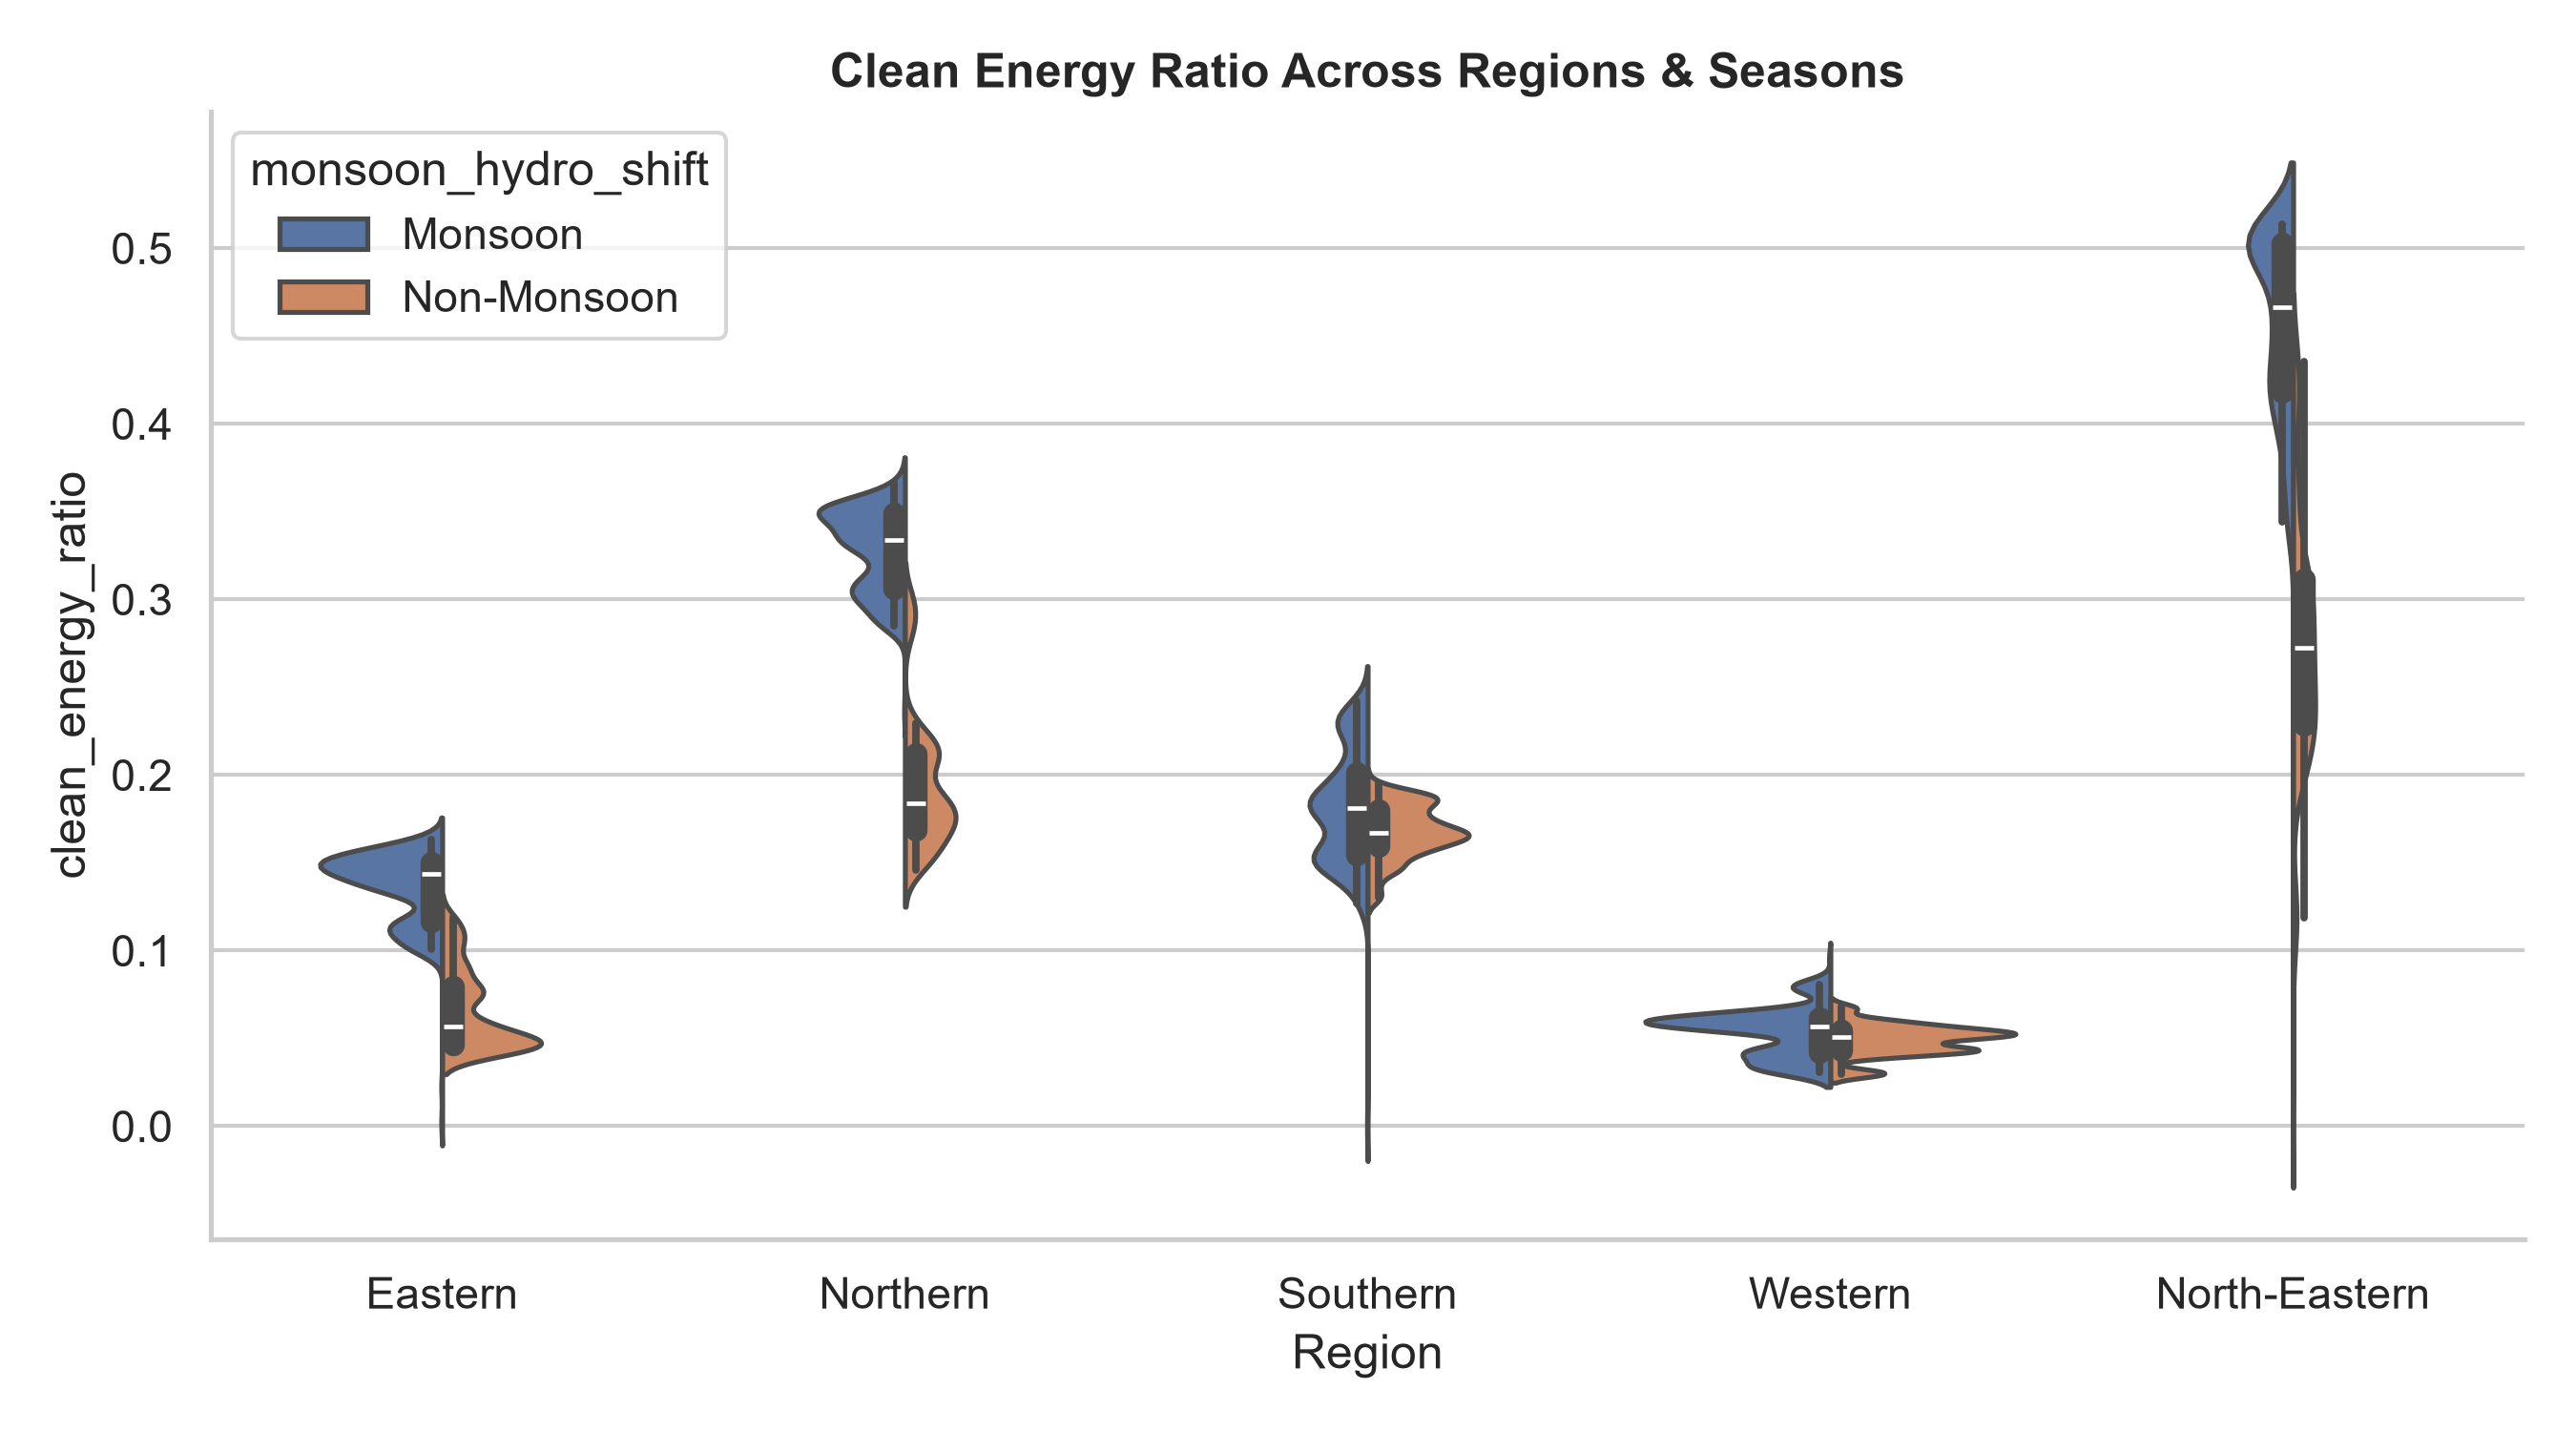 Clean Energy Ratio Across Regions & Seasons
monsoon_hydro_shift
Monsoon
Non-Monsoon
clean_energy_ratio
0.5
0.4
0.3
0.2
0.1
0.0
Eastern Northern Southern Western North-Eastern
Region